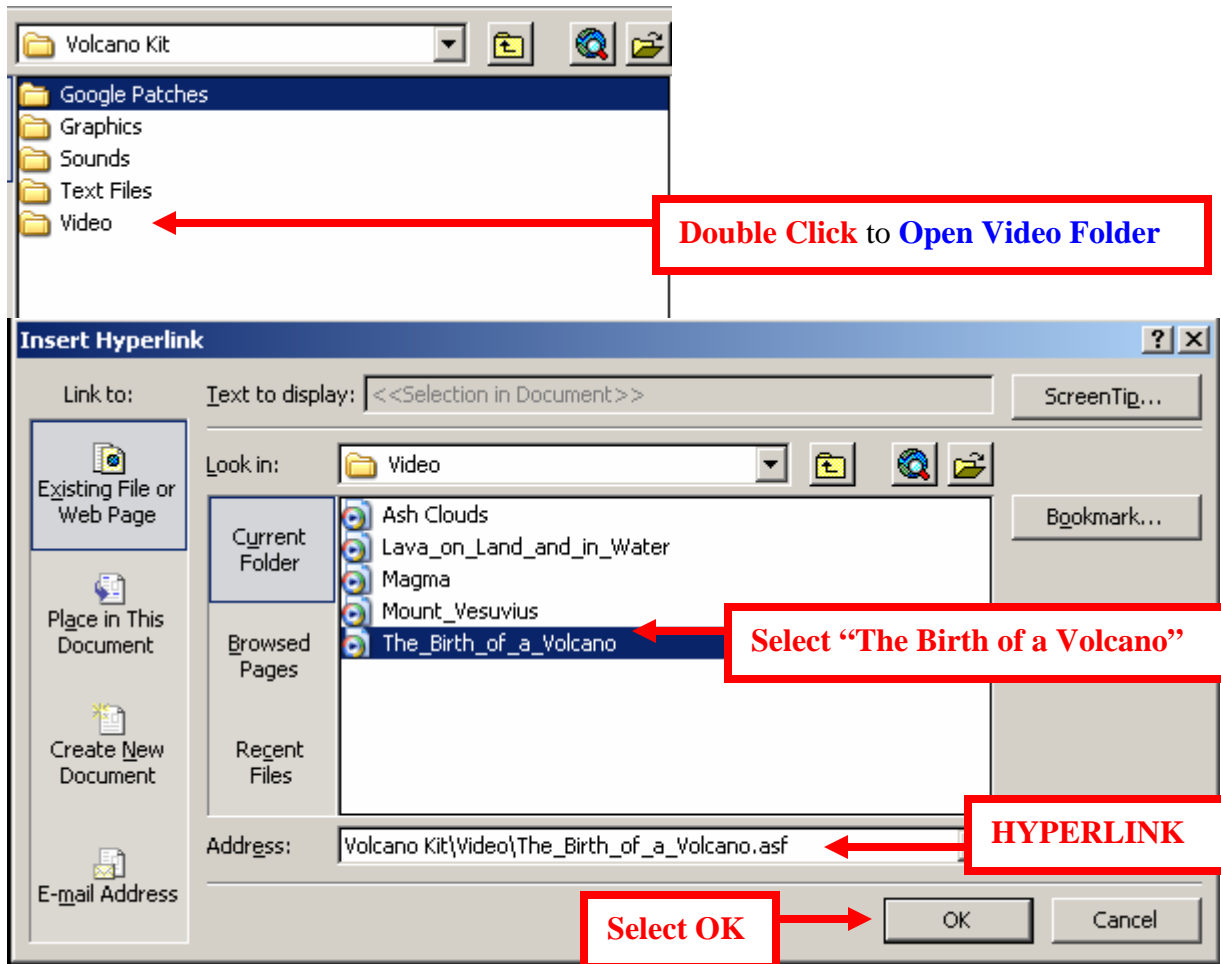 Volcano Kit
Google Patches
Graphics
Sounds
Text Files
Video
Double Click to Open Video Folder
Insert Hyperlink
Link to:
Text to display: <<Selection in Document>>
ScreenTip...
Existing File or
Web Page
Look in:
Video
Current
Folder
Ash Clouds
Lava_on_Land_and_in_Water
Magma
Mount_Vesuvius
The_Birth_of_a_Volcano
Bookmark...
Select “The Birth of a Volcano”
Place in This
Document
Browsed
Pages
Create New
Document
Recent
Files
HYPERLINK
Address:
Volcano Kit\Video\The_Birth_of_a_Volcano.asf
E-mail Address
Select OK
OK
Cancel